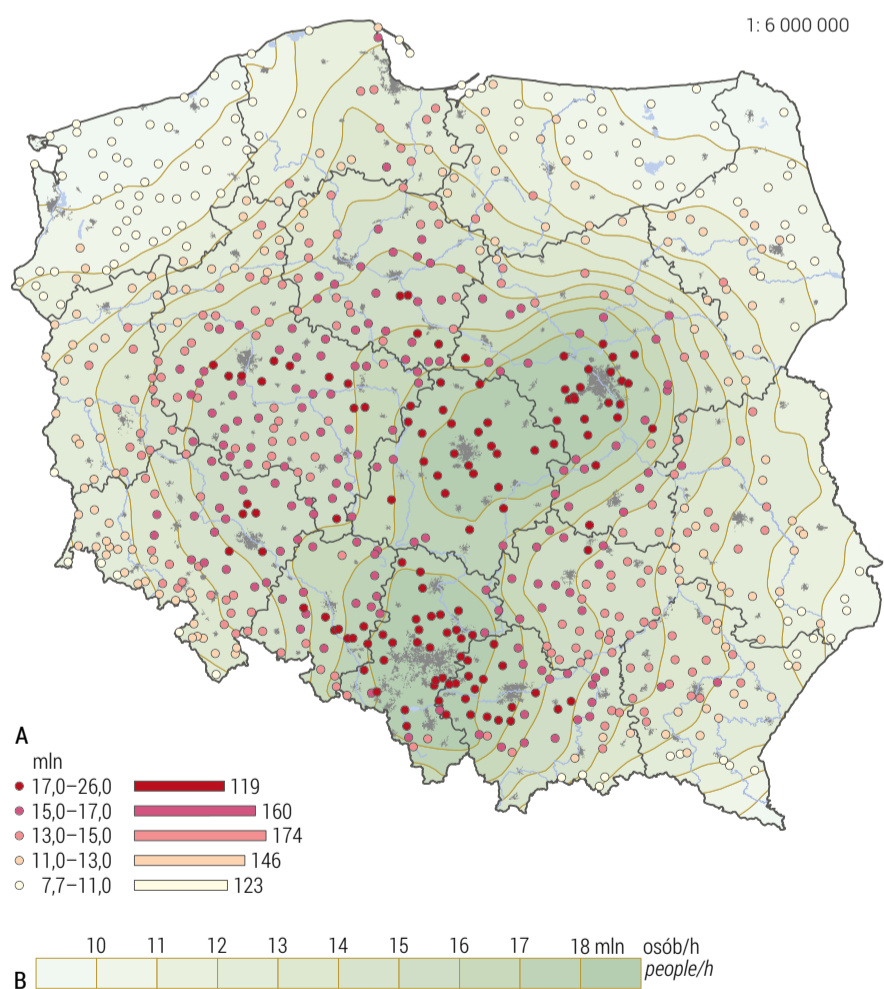 1: 6 000 000
A
mln
17,0–26,0 119
15,0–17,0 160
13,0–15,0 174
11,0–13,0 146
7,7–11,0 123
10 11 12 13 14 15 16 17 18 mln osób/h
B people/h